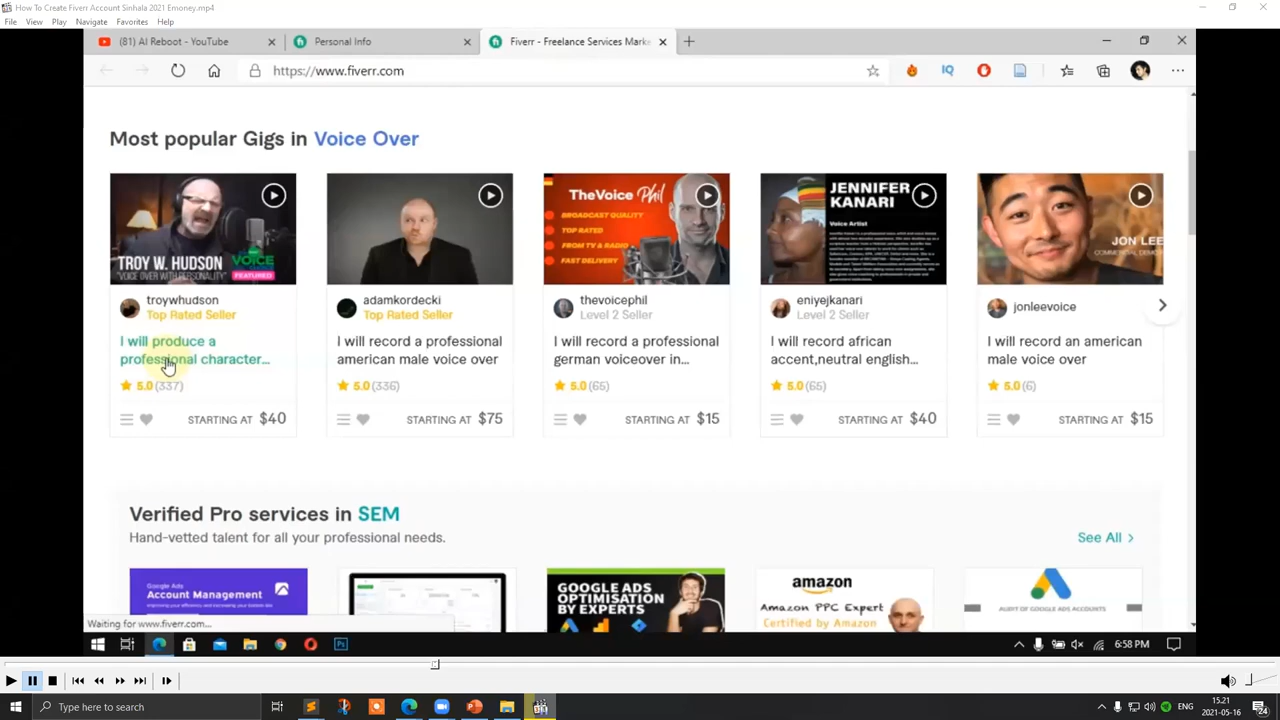 How To Create Fiverr Account Sinhala 2021 Emoney.mp4
File View Play Navigate Favorites Help
(81) AI Reboot - YouTube
Personal Info
Fiverr - Freelance Services Mark
https://www.fiverr.com
IQ
Most popular Gigs in Voice Over
TROY W. HUDSON
"VOICE OVER WITH PERSONALITY"
VOICE
FEATURED
TheVoice Phil
BROADCAST QUALITY
TOP RATED
FROM TV & RADIO
FAST DELIVERY
JENNIFER
KANARI
Voice Artist
JON LEE
COMMERCIAL DEMO
troywhudson
Top Rated Seller
I will produce a
professional character...
5.0 (337)
STARTING AT $40
adamkordecki
Top Rated Seller
I will record a professional
american male voice over
5.0 (336)
STARTING AT $75
thevoicephil
Level 2 Seller
I will record a professional
german voiceover in...
5.0 (65)
STARTING AT $15
eniyejkanari
Level 2 Seller
I will record african
accent,neutral english...
5.0 (65)
STARTING AT $40
jonleevoice
I will record an american
male voice over
5.0 (6)
STARTING AT $15
Verified Pro services in SEM
Hand-vetted talent for all your professional needs.
See All
Google Ads
Account Management
GOOGLE ADS
OPTIMISATION
BY EXPERTS
amazon
Amazon PPC Expert
Certified by Amazon
AUDIT OF GOOGLE ADS ACCOUNTS
Waiting for www.fiverr.com...
6:58 PM
Type here to search
ENG
15.21
2021-05-16
24